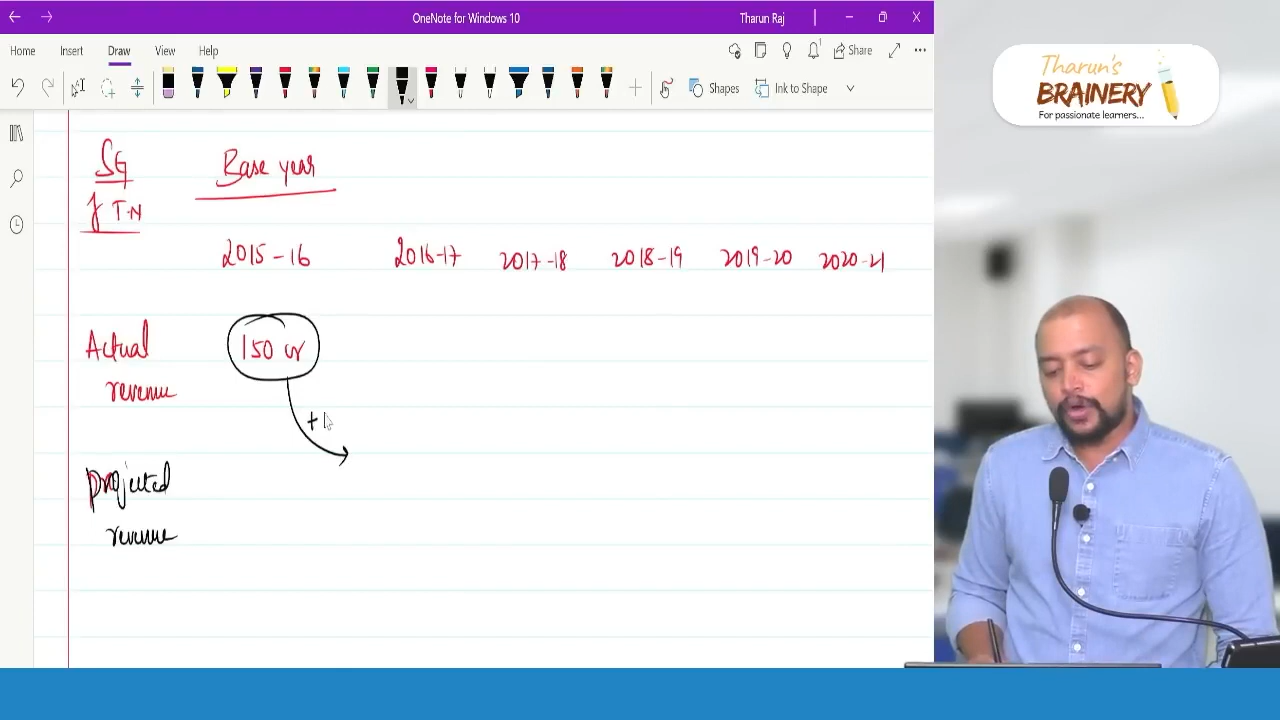 OneNote for Windows 10
Tharun Raj
Home Insert Draw View Help
Share
Shapes
Ink to Shape
Tharun's
BRAINERY
For passionate learners...
SG Base year
of TN
2015-16 2016-17 2017-18 2018-19 2019-20 2020-21
Actual 150 cr
revenue
+
Projected
revenue